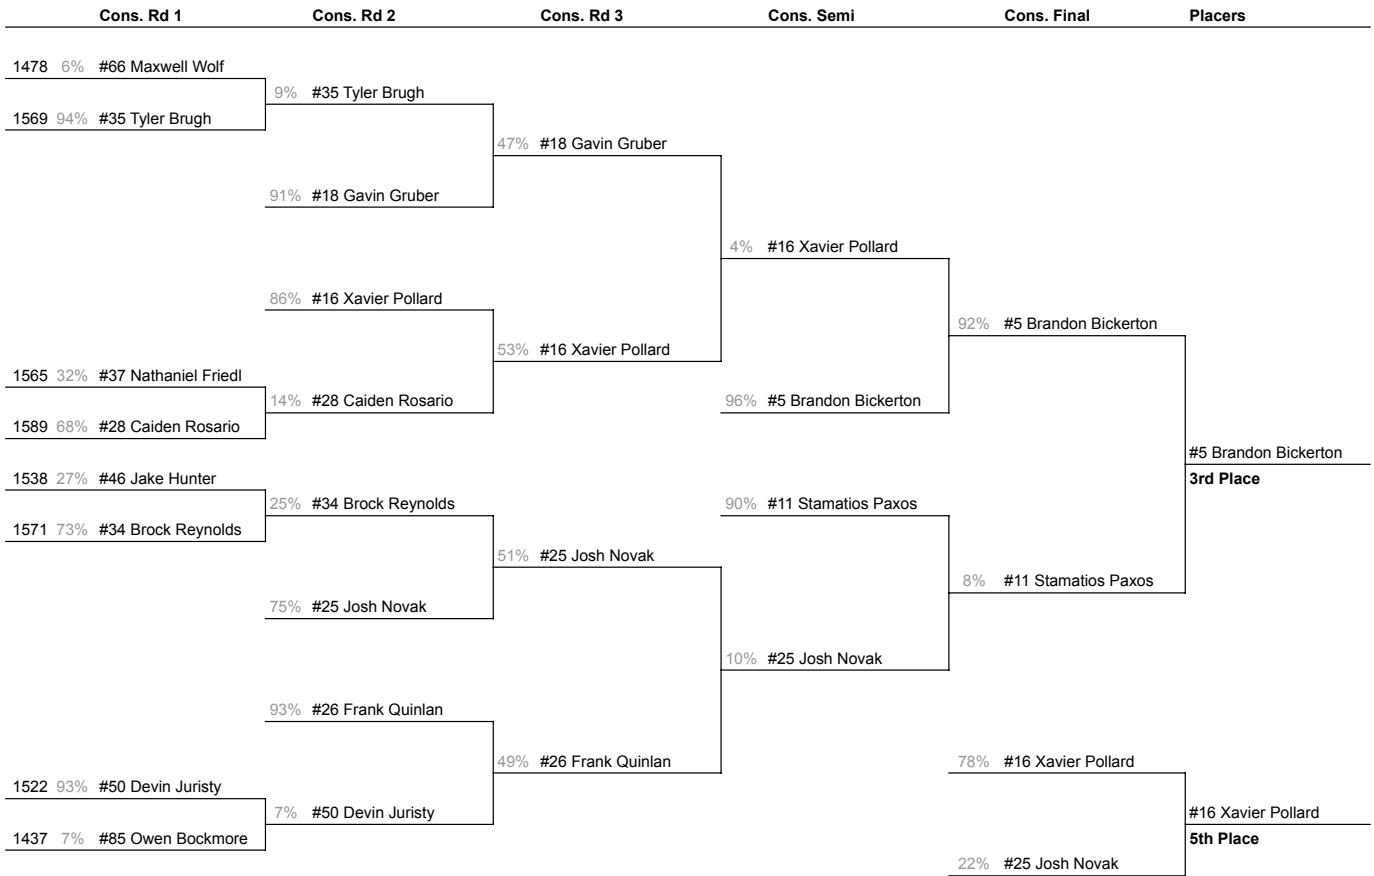 Cons. Rd 1 Cons. Rd 2 Cons. Rd 3 Cons. Semi Cons. Final Placers
1478 6% #66 Maxwell Wolf
9% #35 Tyler Brugh
1569 94% #35 Tyler Brugh
47% #18 Gavin Gruber
91% #18 Gavin Gruber
4% #16 Xavier Pollard
86% #16 Xavier Pollard
92% #5 Brandon Bickerton
53% #16 Xavier Pollard
1565 32% #37 Nathaniel Friedl
14% #28 Caiden Rosario
96% #5 Brandon Bickerton
1589 68% #28 Caiden Rosario
#5 Brandon Bickerton
1538 27% #46 Jake Hunter
3rd Place
25% #34 Brock Reynolds
90% #11 Stamatios Paxos
1571 73% #34 Brock Reynolds
51% #25 Josh Novak
8% #11 Stamatios Paxos
75% #25 Josh Novak
10% #25 Josh Novak
93% #26 Frank Quinlan
49% #26 Frank Quinlan
78% #16 Xavier Pollard
1522 93% #50 Devin Juristy
7% #50 Devin Juristy
#16 Xavier Pollard
1437 7% #85 Owen Bockmore
5th Place
22% #25 Josh Novak